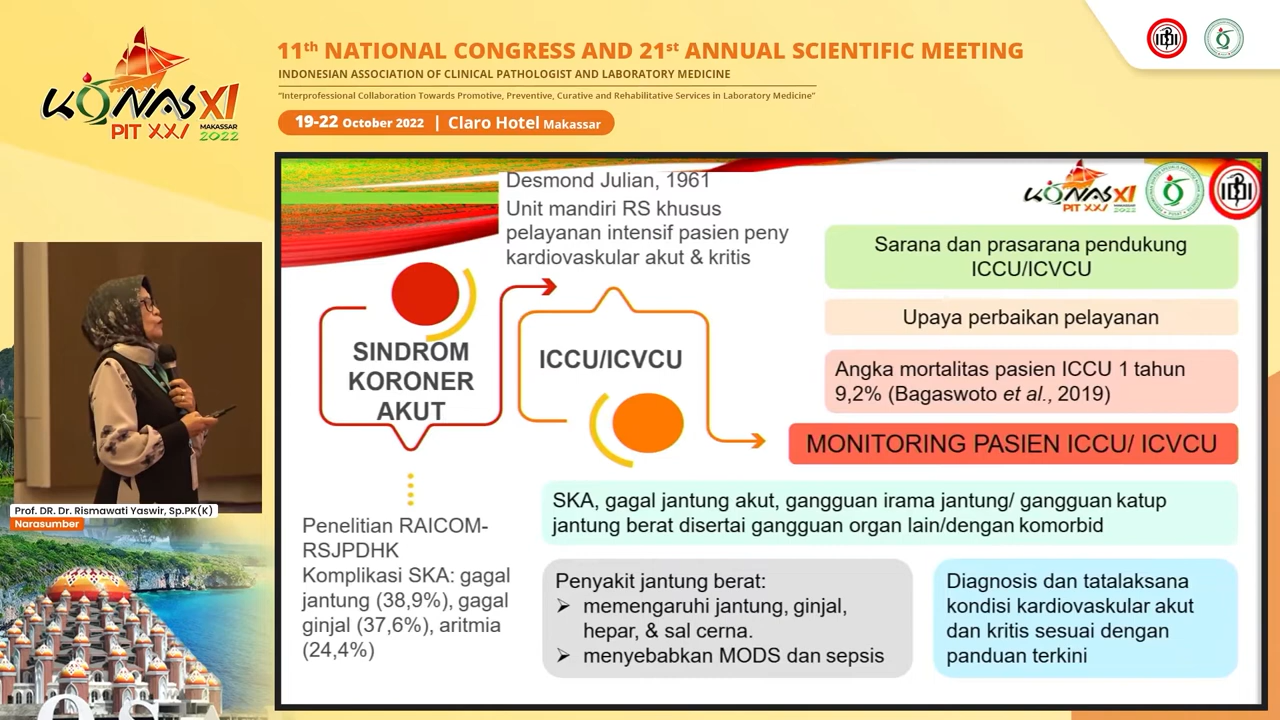 KONAS XI
PIT XXI MAKASSAR
2022
11th NATIONAL CONGRESS AND 21st ANNUAL SCIENTIFIC MEETING
INDONESIAN ASSOCIATION OF CLINICAL PATHOLOGIST AND LABORATORY MEDICINE
"Interprofessional Collaboration Towards Promotive, Preventive, Curative and Rehabilitative Services in Laboratory Medicine"
19-22 October 2022 | Claro Hotel Makassar
Desmond Julian, 1961
Unit mandiri RS khusus
pelayanan intensif pasien peny
kardiovaskular akut & kritis
KONAS XI
PIT XXI 2022
SINDROM
KORONER
AKUT
ICCU/ICVCU
Sarana dan prasarana pendukung
ICCU/ICVCU
Upaya perbaikan pelayanan
Angka mortalitas pasien ICCU 1 tahun
9,2% (Bagaswoto et al., 2019)
MONITORING PASIEN ICCU/ ICVCU
Penelitian RAICOM-
RSJPDHK
Komplikasi SKA: gagal
jantung (38,9%), gagal
ginjal (37,6%), aritmia
(24,4%)
SKA, gagal jantung akut, gangguan irama jantung/ gangguan katup
jantung berat disertai gangguan organ lain/dengan komorbid
Penyakit jantung berat:
➢ memengaruhi jantung, ginjal,
hepar, & sal cerna.
➢ menyebabkan MODS dan sepsis
Diagnosis dan tatalaksana
kondisi kardiovaskular akut
dan kritis sesuai dengan
panduan terkini
Prof. DR. Dr. Rismawati Yaswir, Sp.PK(K)
Narasumber